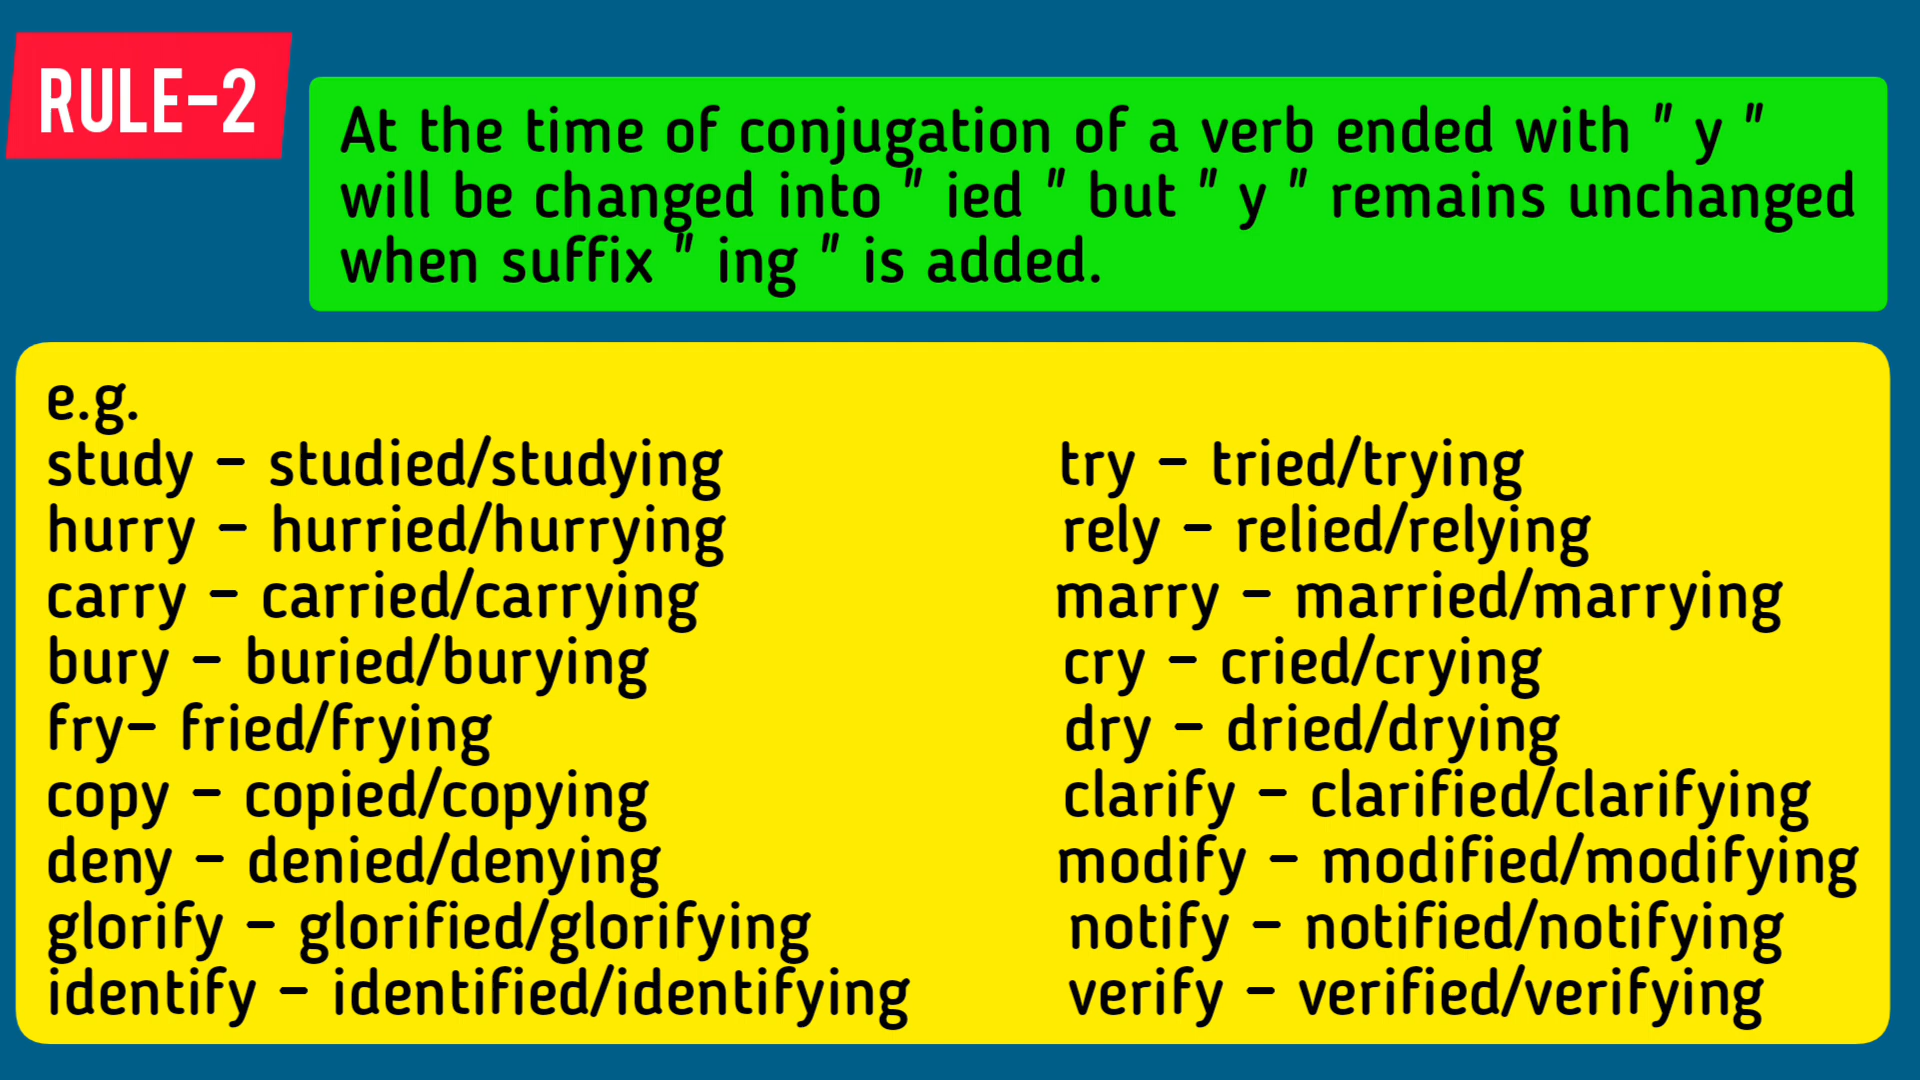 RULE-2
At the time of conjugation of a verb ended with " y "
will be changed into " ied " but " y " remains unchanged
when suffix " ing " is added.
e.g.
study - studied/studying
hurry - hurried/hurrying
carry - carried/carrying
bury - buried/burying
fry- fried/frying
copy - copied/copying
deny - denied/denying
glorify - glorified/glorifying
identify - identified/identifying
try - tried/trying
rely - relied/relying
marry - married/marrying
cry - cried/crying
dry - dried/drying
clarify - clarified/clarifying
modify - modified/modifying
notify - notified/notifying
verify - verified/verifying